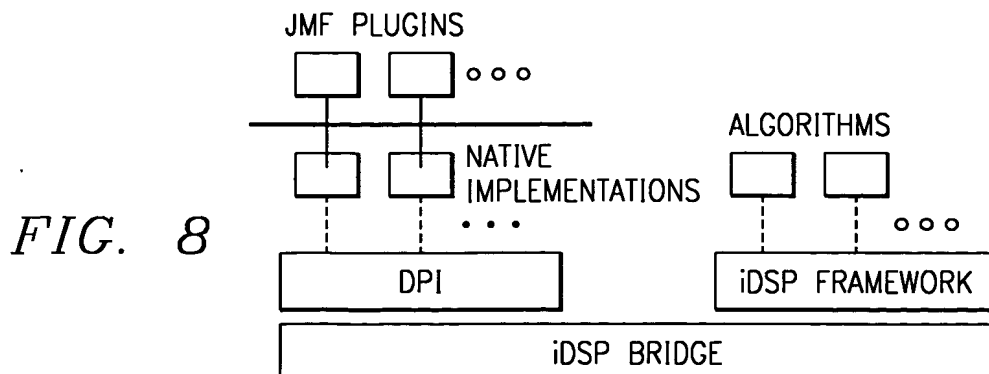 JMF PLUGINS
ALGORITHMS
NATIVE
IMPLEMENTATIONS
FIG. 8
DPI
iDSP FRAMEWORK
iDSP BRIDGE